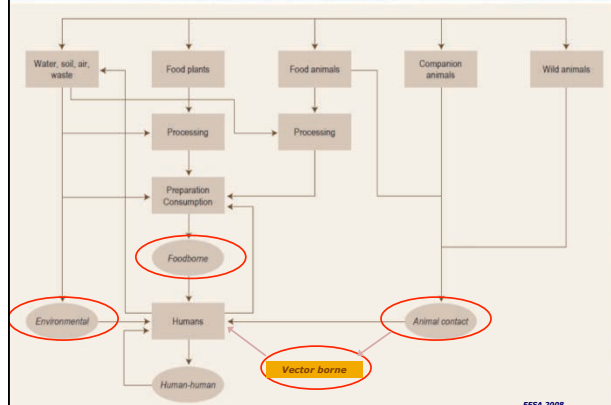 Water, soil, air,
waste
Food plants
Food animals
Companion
animals
Wild animals
Processing
Processing
Preparation
Consumption
Foodborne
Environmental
Humans
Animal contact
Vector borne
Human-human
EFSA 2008